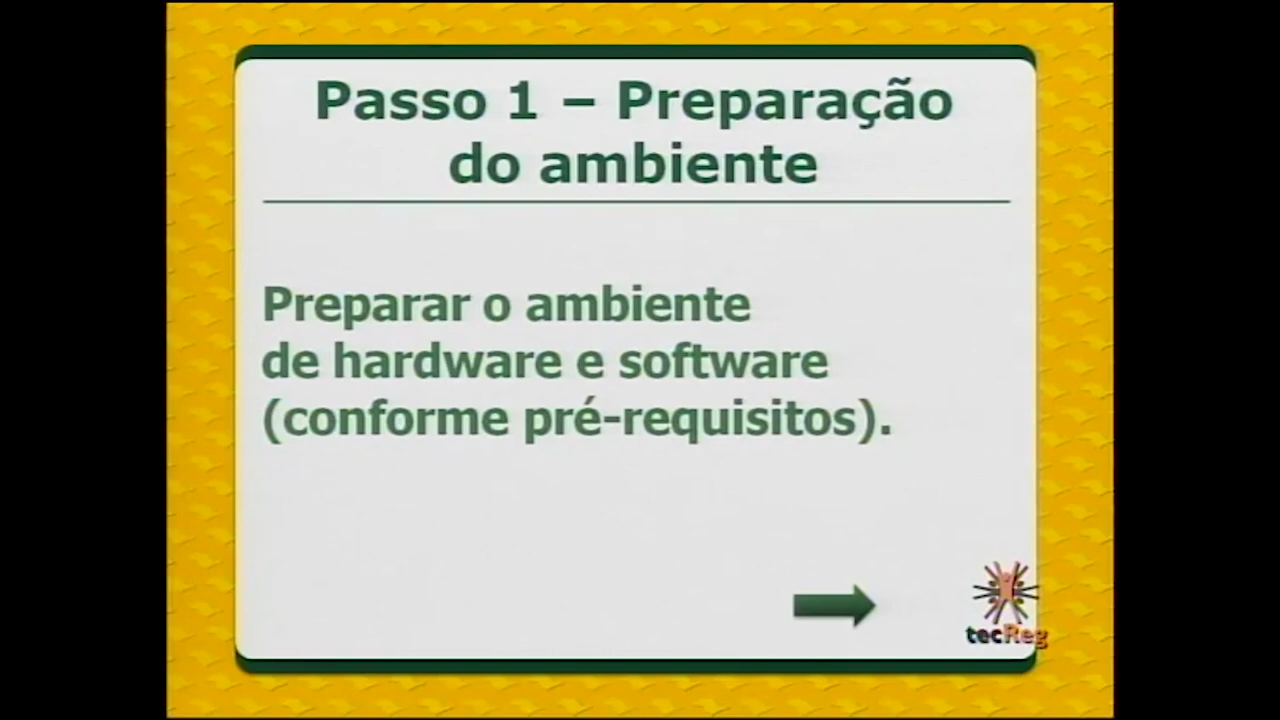 Passo 1 – Preparação
do ambiente
Preparar o ambiente
de hardware e software
(conforme pré-requisitos).
tecReg